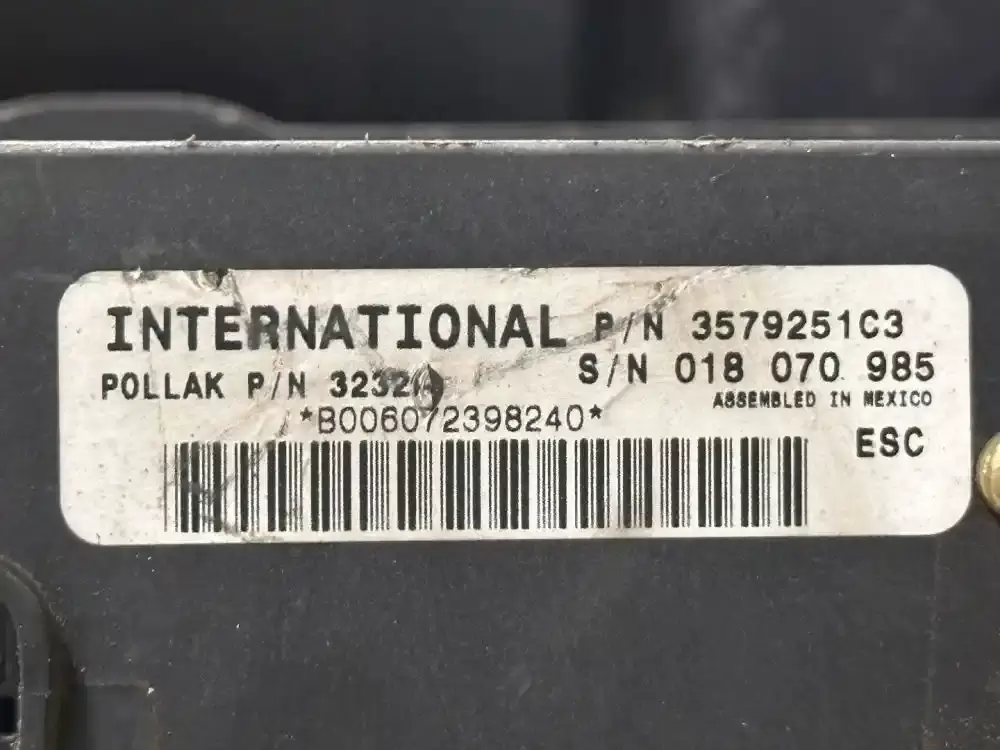 INTERNATIONAL P/N 3579251C3
POLLAK P/N S/N 018 070 985
ASSEMBLED IN MEXICO
*B006072398240*
ESC